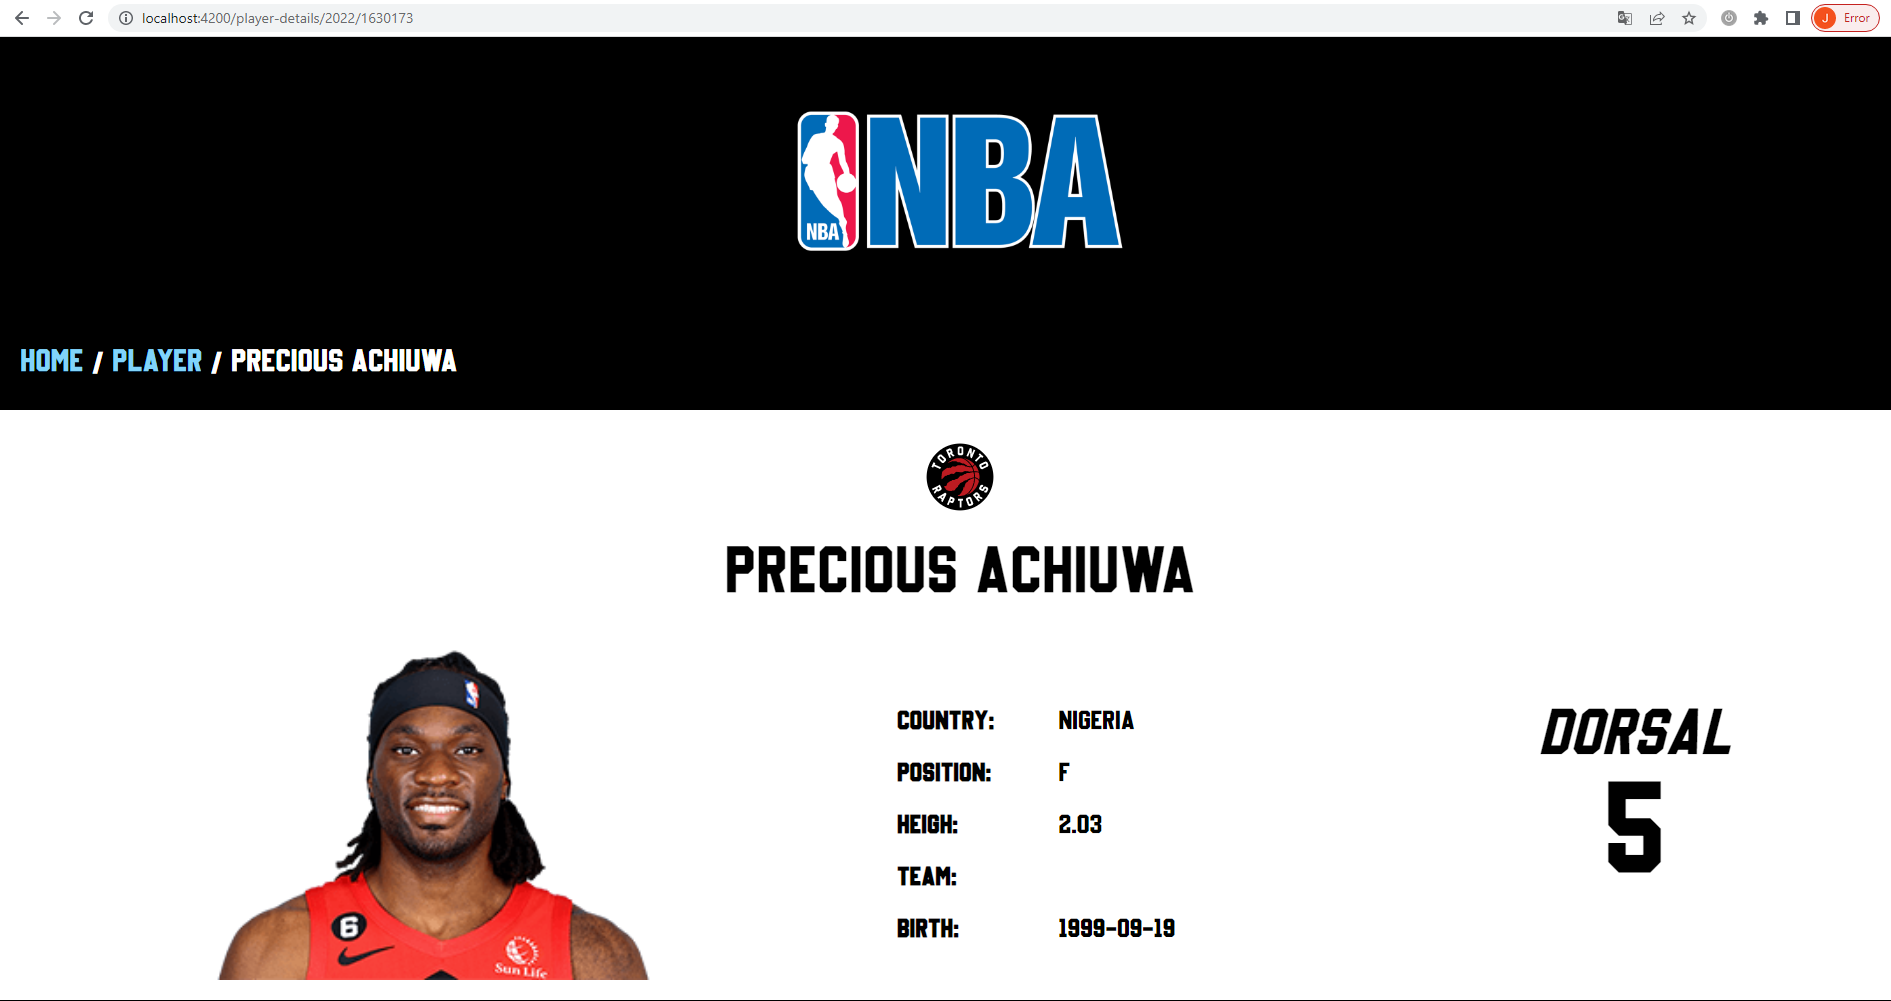 localhost:4200/player-details/2022/1630173
J Error
NBA
NBA
HOME / PLAYER / PRECIOUS ACHIUWA
TORONTO
RAPTORS
PRECIOUS ACHIUWA
COUNTRY: NIGERIA
POSITION: F
HEIGH: 2.03
TEAM:
BIRTH: 1999-09-19
DORSAL
5
6
Sun Life